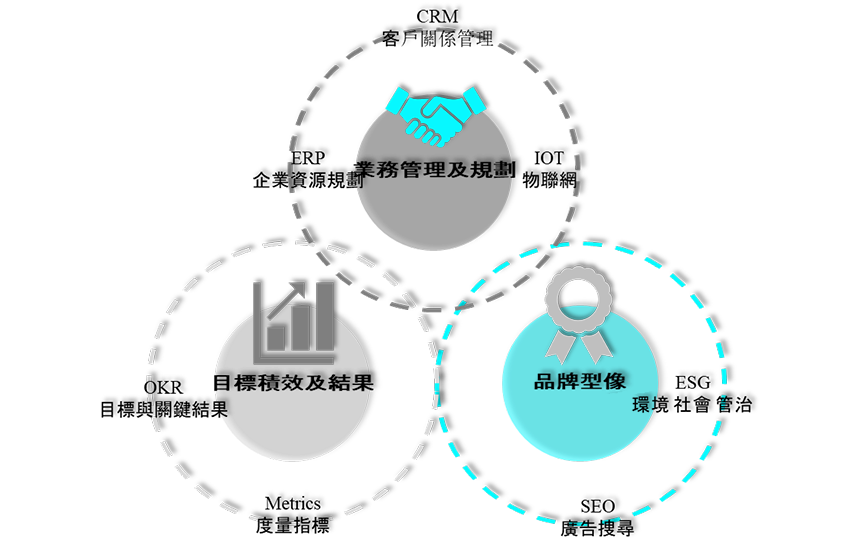 CRM
客戶關係管理
ERP
企業資源規劃
業務管理及規劃
IOT
物聯網
目標積效及結果
OKR
目標與關鍵結果
Metrics
度量指標
品牌型像
ESG
環境 社會 管治
SEO
廣告搜尋